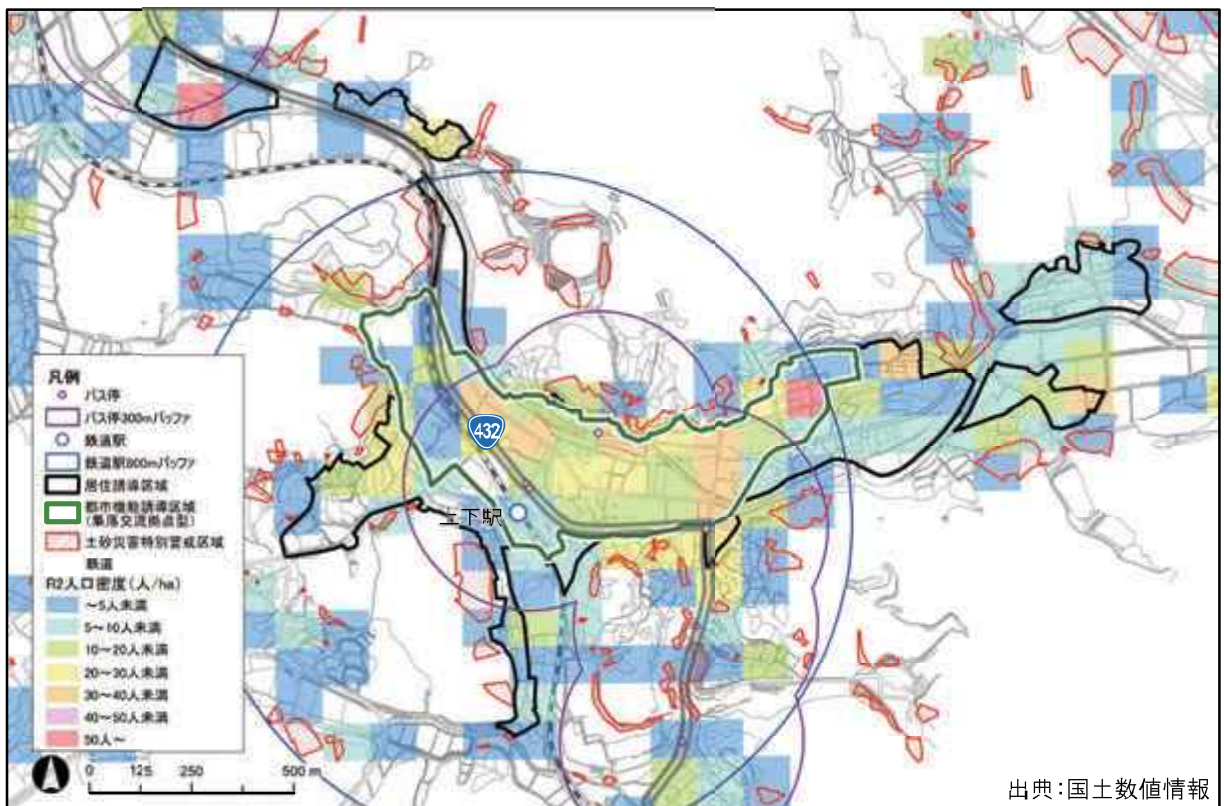 432
上下駅
凡例
バス停
バス停300mバッファ
鉄道駅
鉄道駅800mバッファ
居住誘導区域
都市機能誘導区域
(集落交流拠点型)
土砂災害特別警戒区域
鉄道
R2人口密度(人/ha)
~5人未満
5~10人未満
10~20人未満
20~30人未満
30~40人未満
40~50人未満
50人~
0 125 250 500 m
出典:国土数値情報